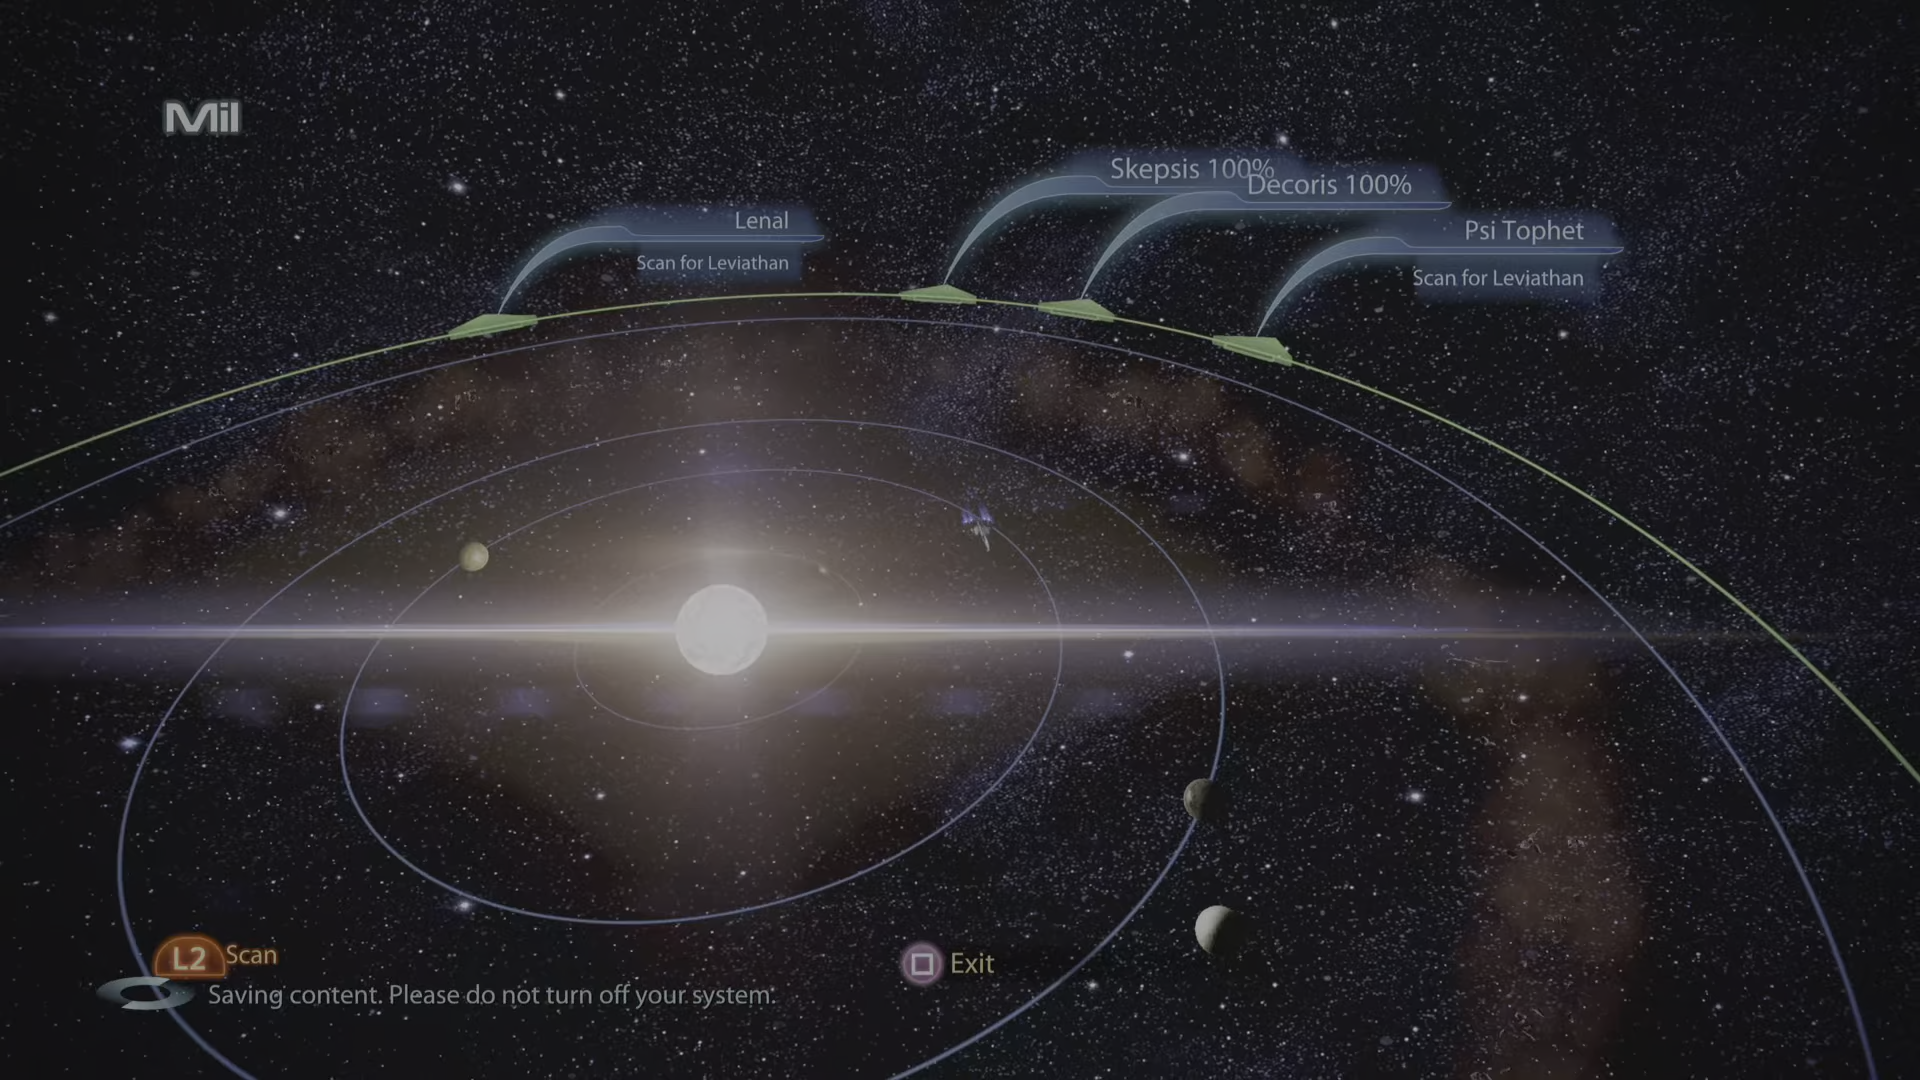 Mil
Skepsis 100%
Decoris 100%
Lenal
Scan for Leviathan
Psi Tophet
Scan for Leviathan
L2 Scan
Exit
Saving content. Please do not turn off your system.